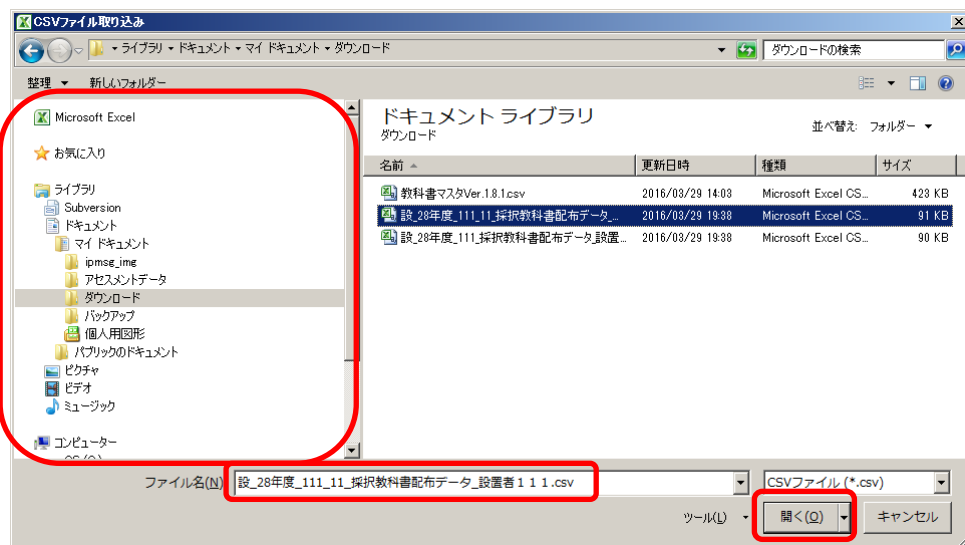 CSVファイル取り込み
ライブラリ ▾ ドキュメント ▾ マイ ドキュメント ▾ ダウンロード
ダウンロードの検索
整理 ▼ 新しいフォルダー
Microsoft Excel
お気に入り
ライブラリ
Subversion
ドキュメント
マイ ドキュメント
ipmsg_img
アセスメントデータ
ダウンロード
バックアップ
個人用図形
パブリックのドキュメント
ピクチャ
ビデオ
ミュージック
コンピューター
ドキュメント ライブラリ
ダウンロード
並べ替え: フォルダー ▼
名前 更新日時 種類 サイズ
教科書マスタVer.1.8.1.csv 2016/03/29 14:03 Microsoft Excel CS... 423 KB
設_28年度_111_11_採択教科書配布データ_... 2016/03/29 19:38 Microsoft Excel CS... 91 KB
設_28年度_111_採択教科書配布データ_設置... 2016/03/29 19:38 Microsoft Excel CS... 90 KB
ファイル名(N) 設_28年度_111_11_採択教科書配布データ_設置者１１１.csv CSVファイル (*.csv)
ツール(L) 開く(O) キャンセル